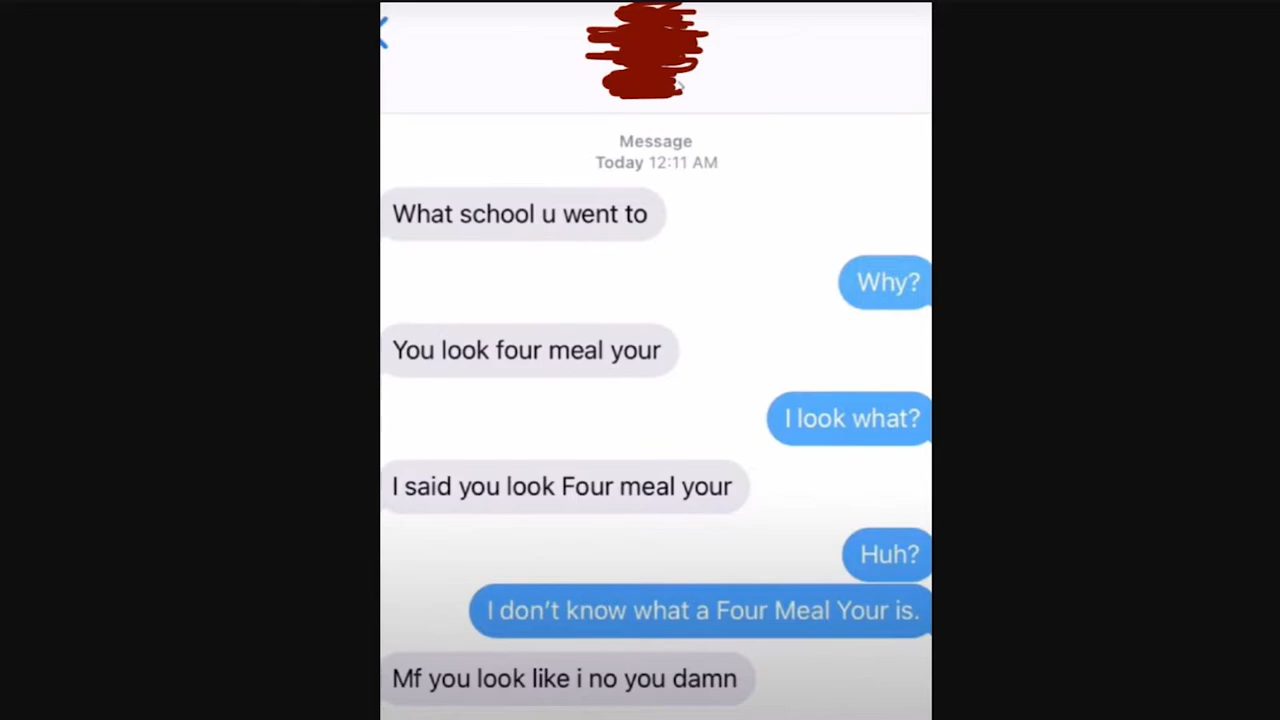 Message
Today 12:11 AM
What school u went to
Why?
You look four meal your
I look what?
I said you look Four meal your
Huh?
I don't know what a Four Meal Your is.
Mf you look like i no you damn